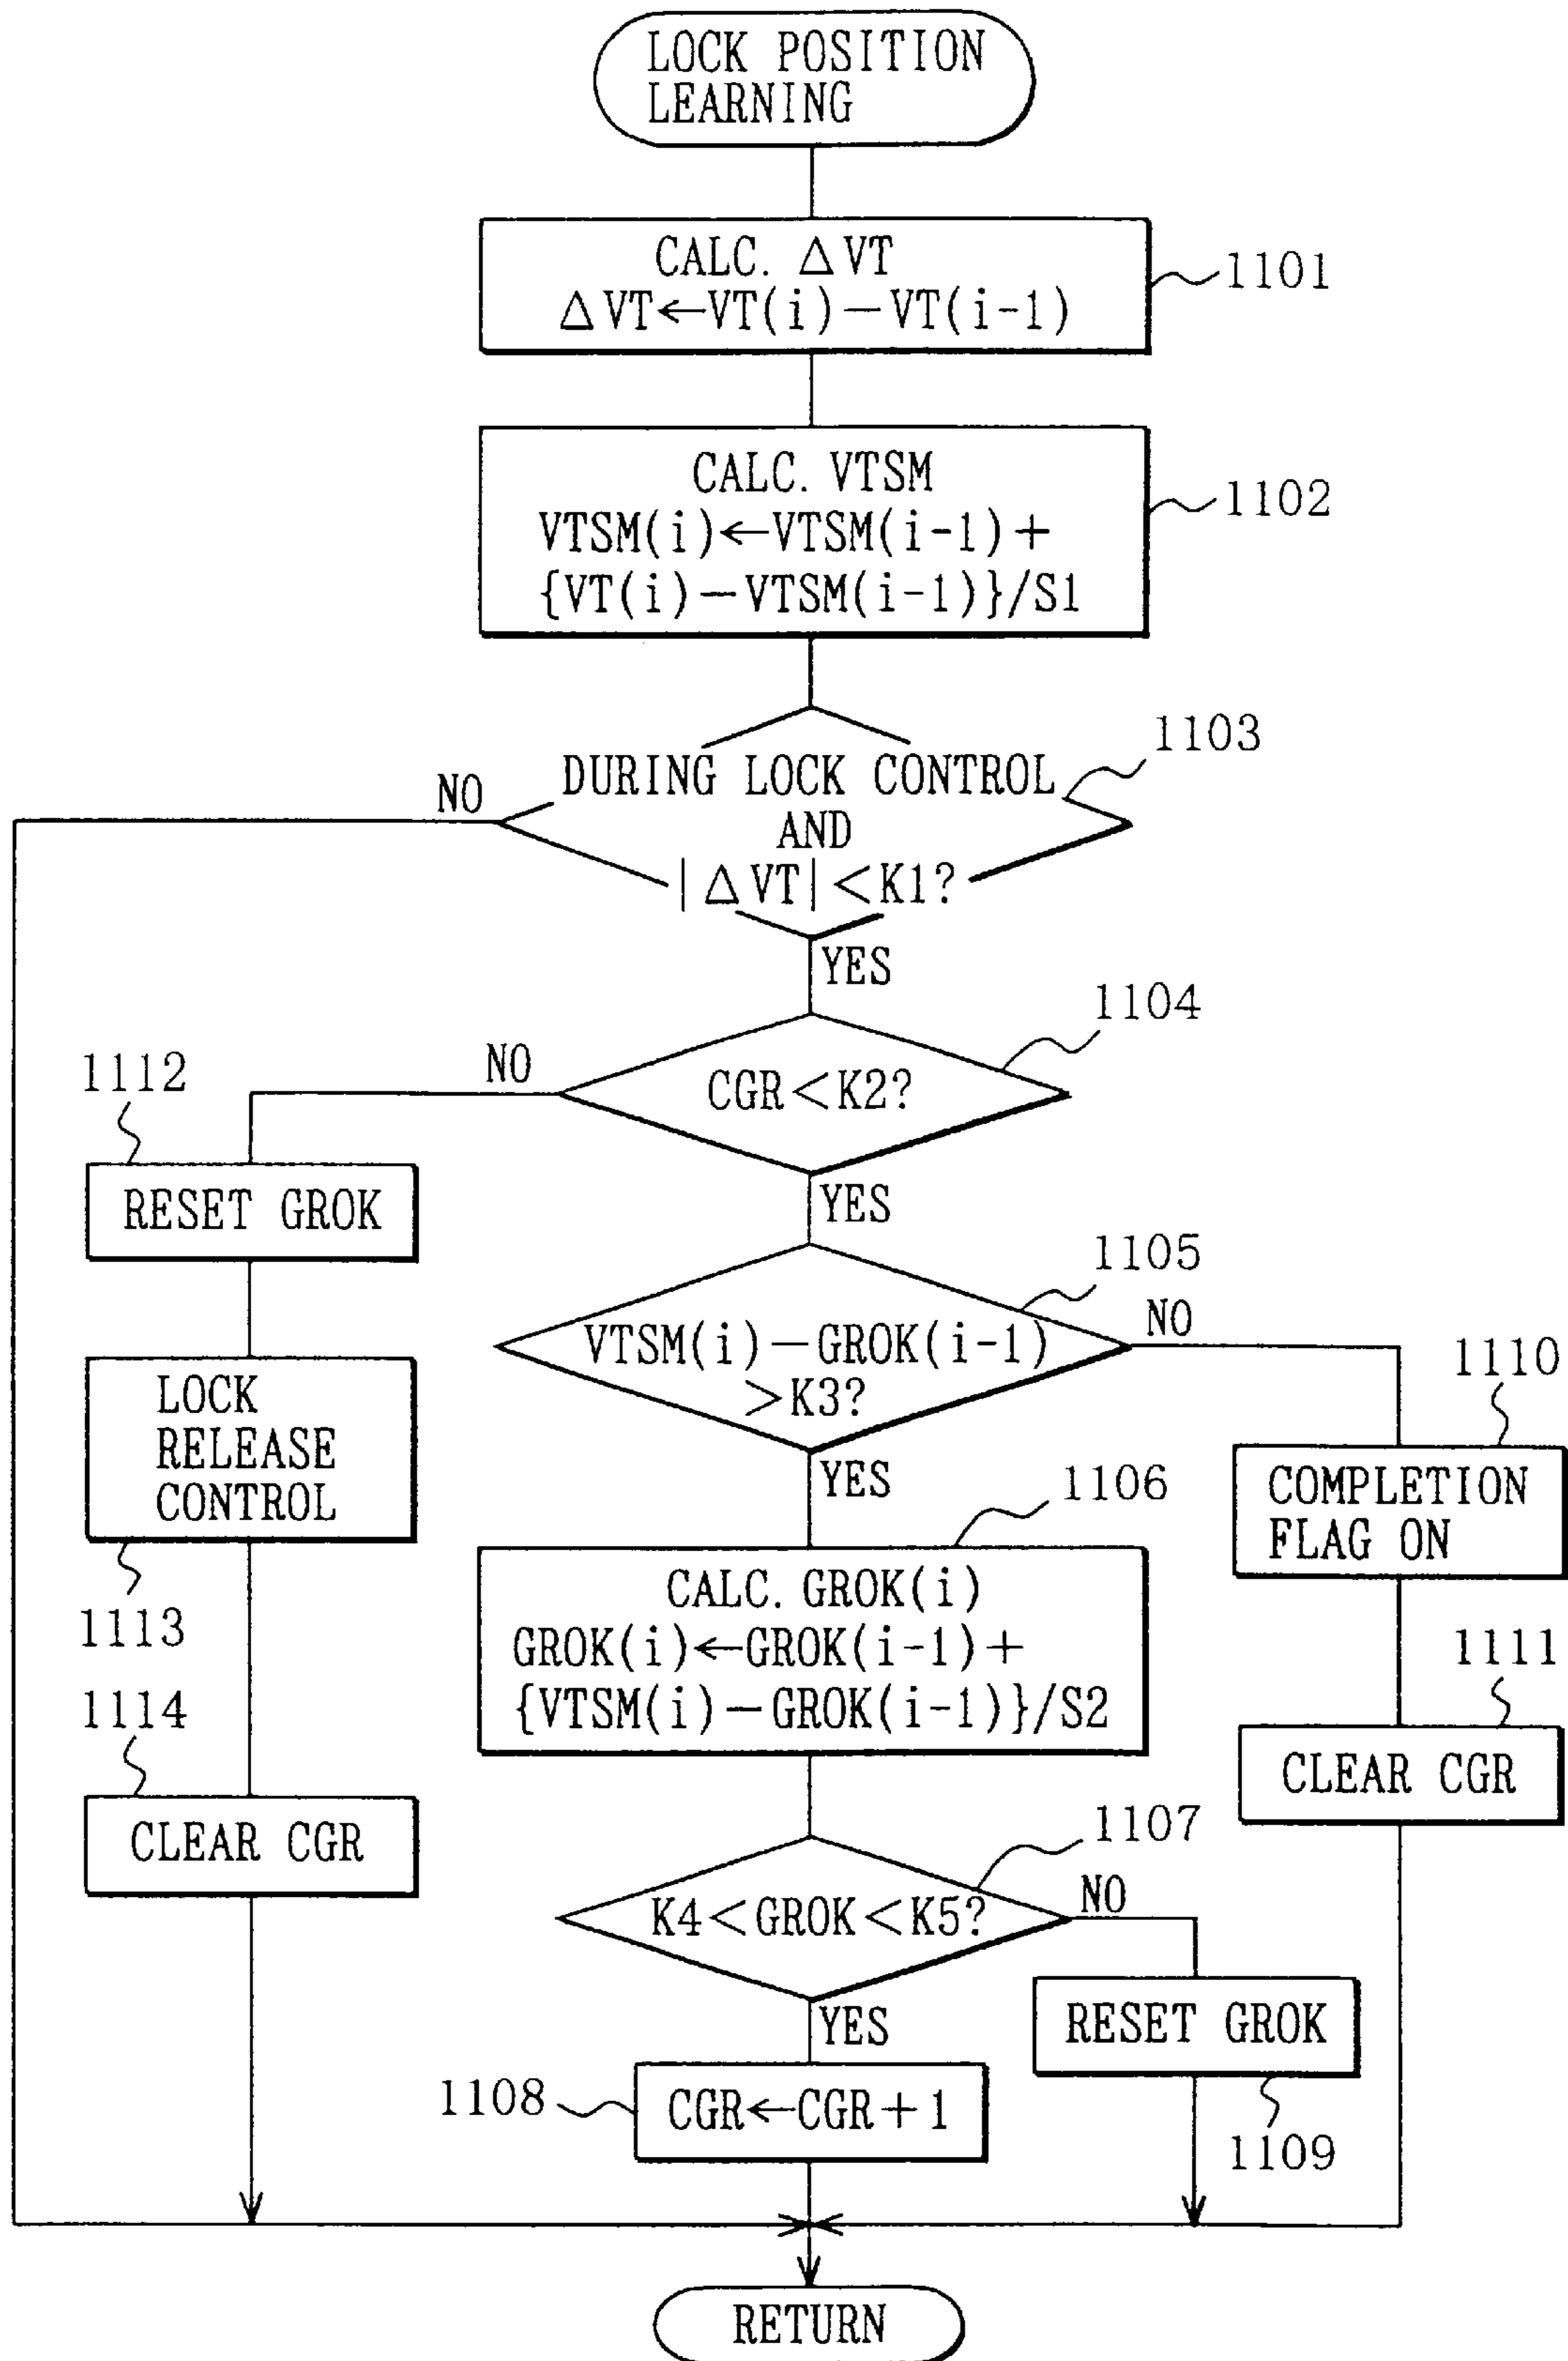 LOCK POSITION
LEARNING
CALC. △VT
△VT←VT(i)−VT(i-1)
1101
CALC. VTSM
VTSM(i)←VTSM(i-1)+
{VT(i)−VTSM(i-1)}/S1
1102
DURING LOCK CONTROL
AND
|△VT|<K1?
1103
NO
YES
CGR<K2?
1104
NO
YES
1112
RESET GROK
LOCK
RELEASE
CONTROL
1113
1114
CLEAR CGR
VTSM(i)−GROK(i-1)
>K3?
1105
NO
YES
1110
COMPLETION
FLAG ON
1111
CLEAR CGR
CALC. GROK(i)
GROK(i)←GROK(i-1)+
{VTSM(i)−GROK(i-1)}/S2
1106
K4<GROK<K5?
1107
NO
YES
RESET GROK
1109
1108
CGR←CGR+1
RETURN